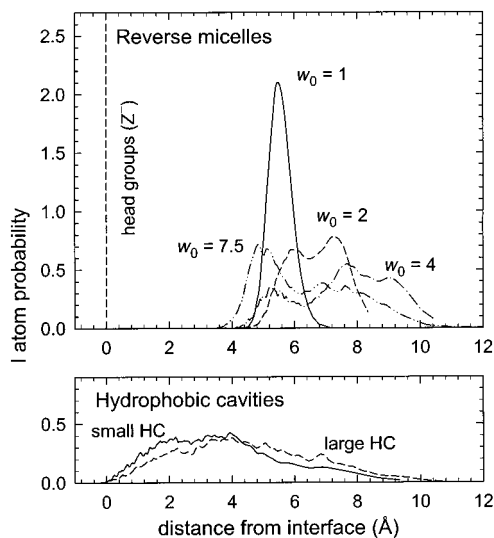 Reverse micelles
w0 = 1
head groups (Z-)
w0 = 2
w0 = 7.5
w0 = 4
I atom probability
2.5
2.0
1.5
1.0
0.5
0.0
0 2 4 6 8 10 12
Hydrophobic cavities
small HC
large HC
0.5
0.0
0 2 4 6 8 10 12
distance from interface (Å)